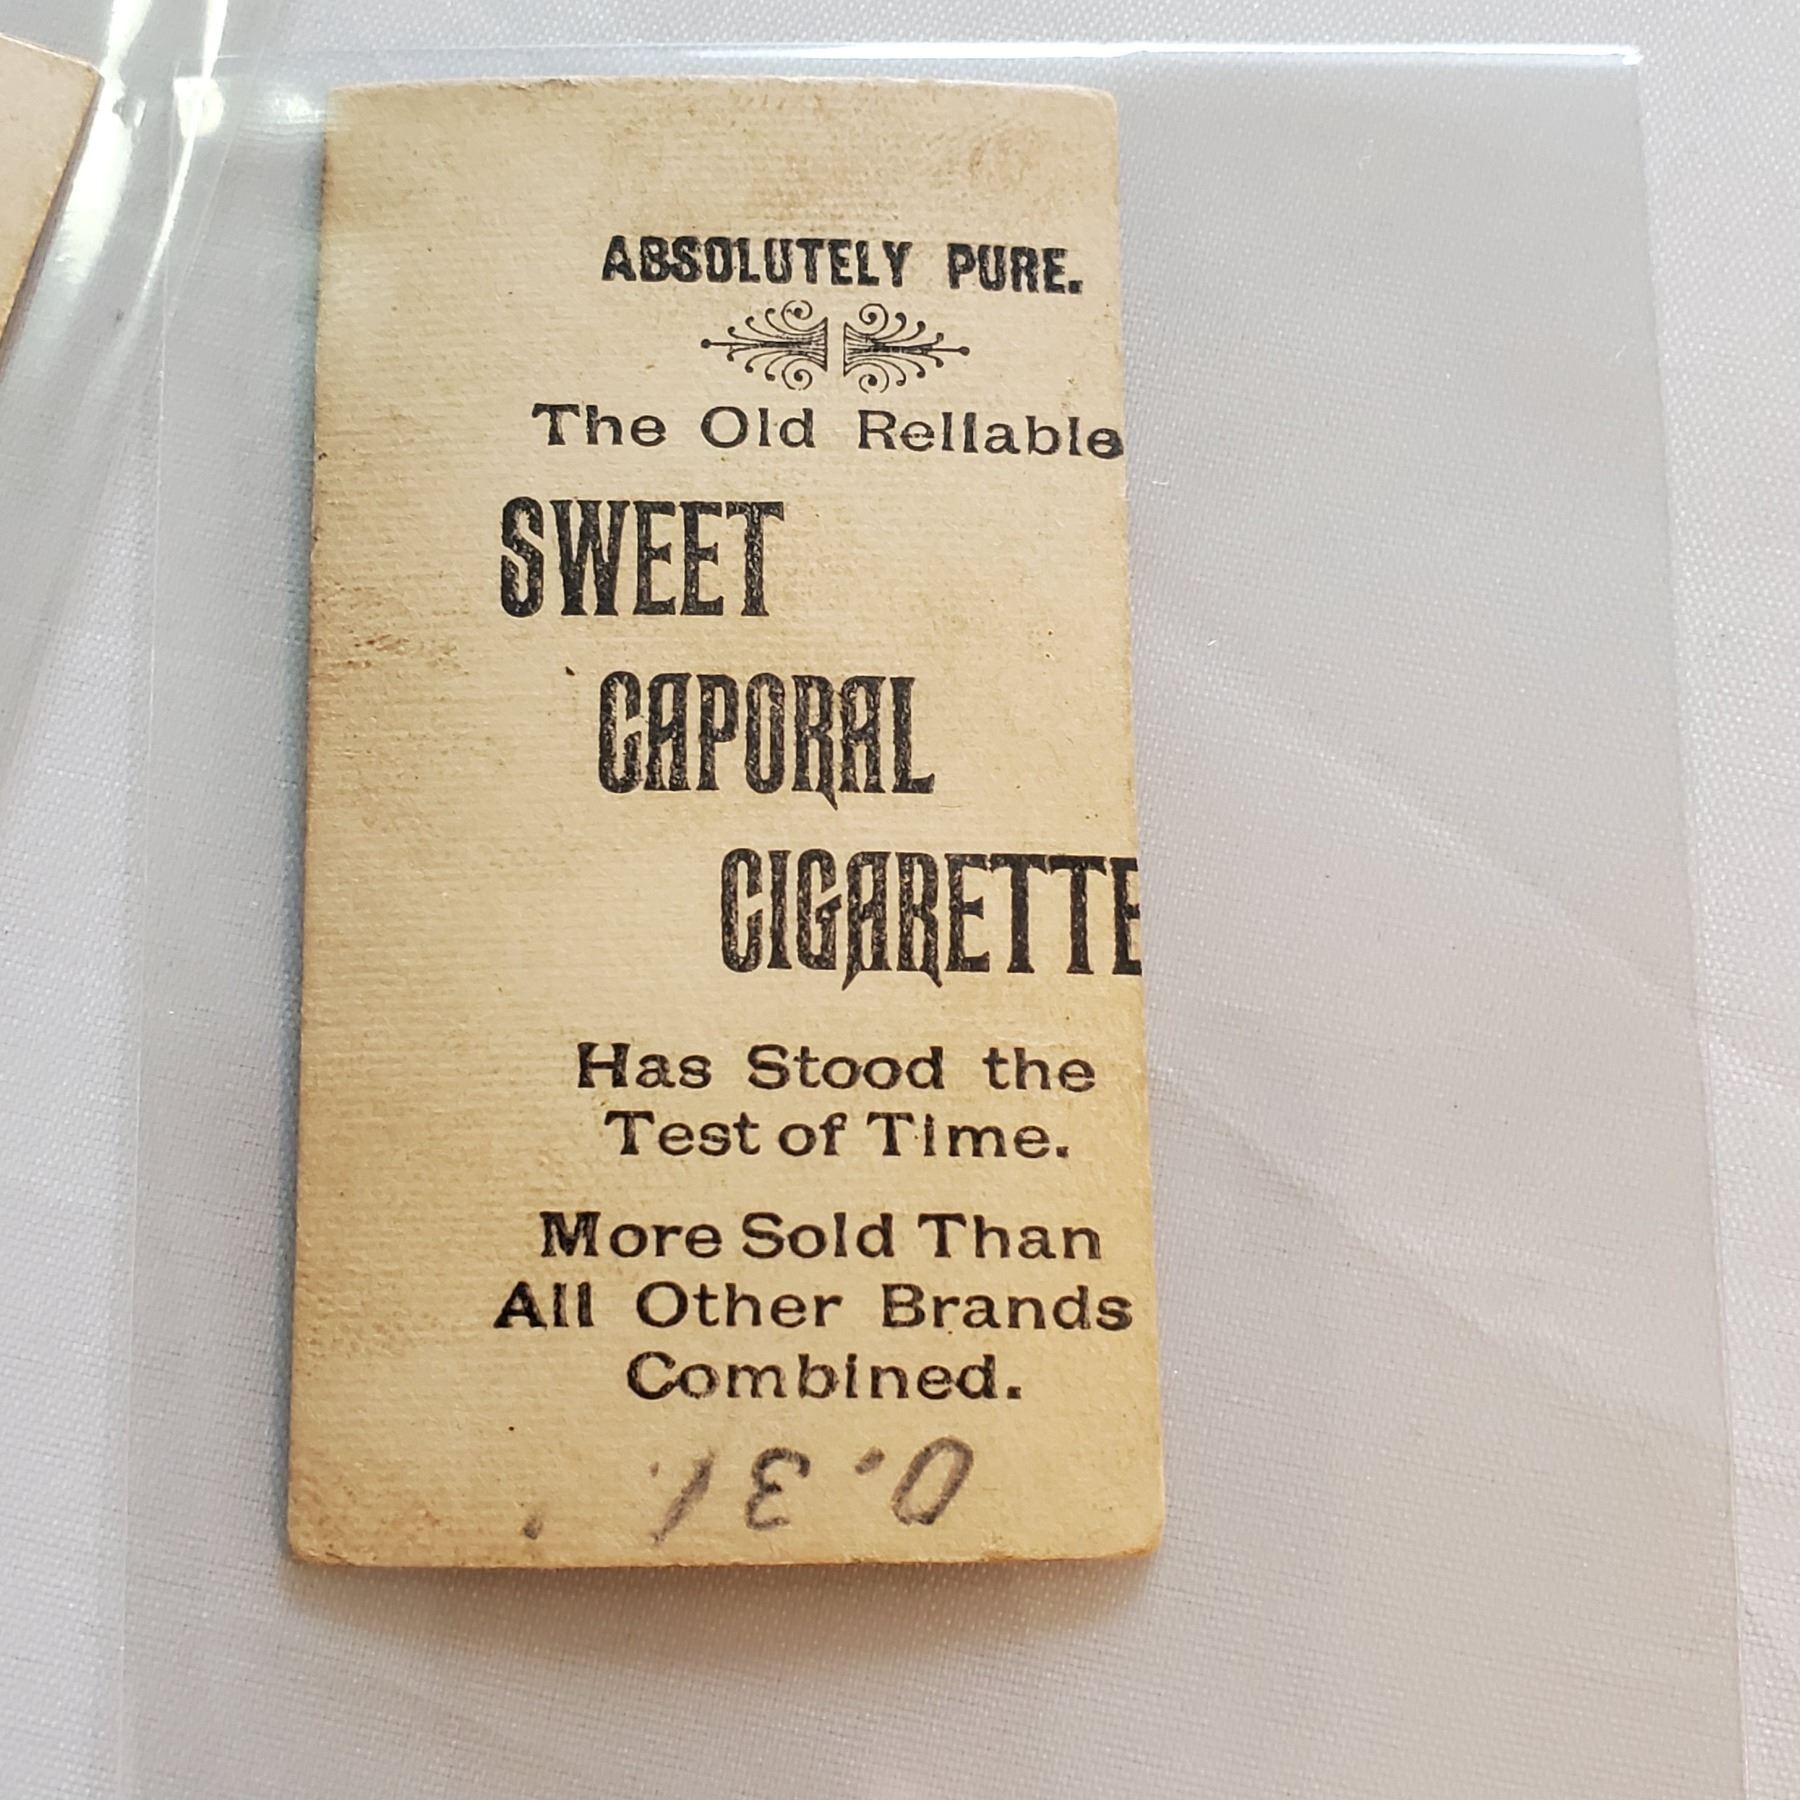 ABSOLUTELY PURE.
The Old Reliable
SWEET
CAPORAL
CIGARETTE
Has Stood the
Test of Time.
More Sold Than
All Other Brands
Combined.